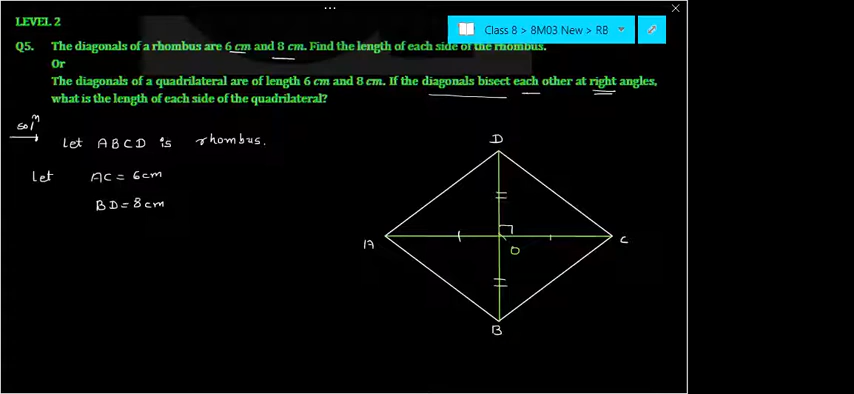 LEVEL 2
Class 8 > 8M03 New > RB
Q5. The diagonals of a rhombus are 6 cm and 8 cm. Find the length of each side of the rhombus.
Or
The diagonals of a quadrilateral are of length 6 cm and 8 cm. If the diagonals bisect each other at right angles,
what is the length of each side of the quadrilateral?
solⁿ
Let ABCD is rhombus.
Let AC = 6cm
BD = 8cm
D
A
O
C
B